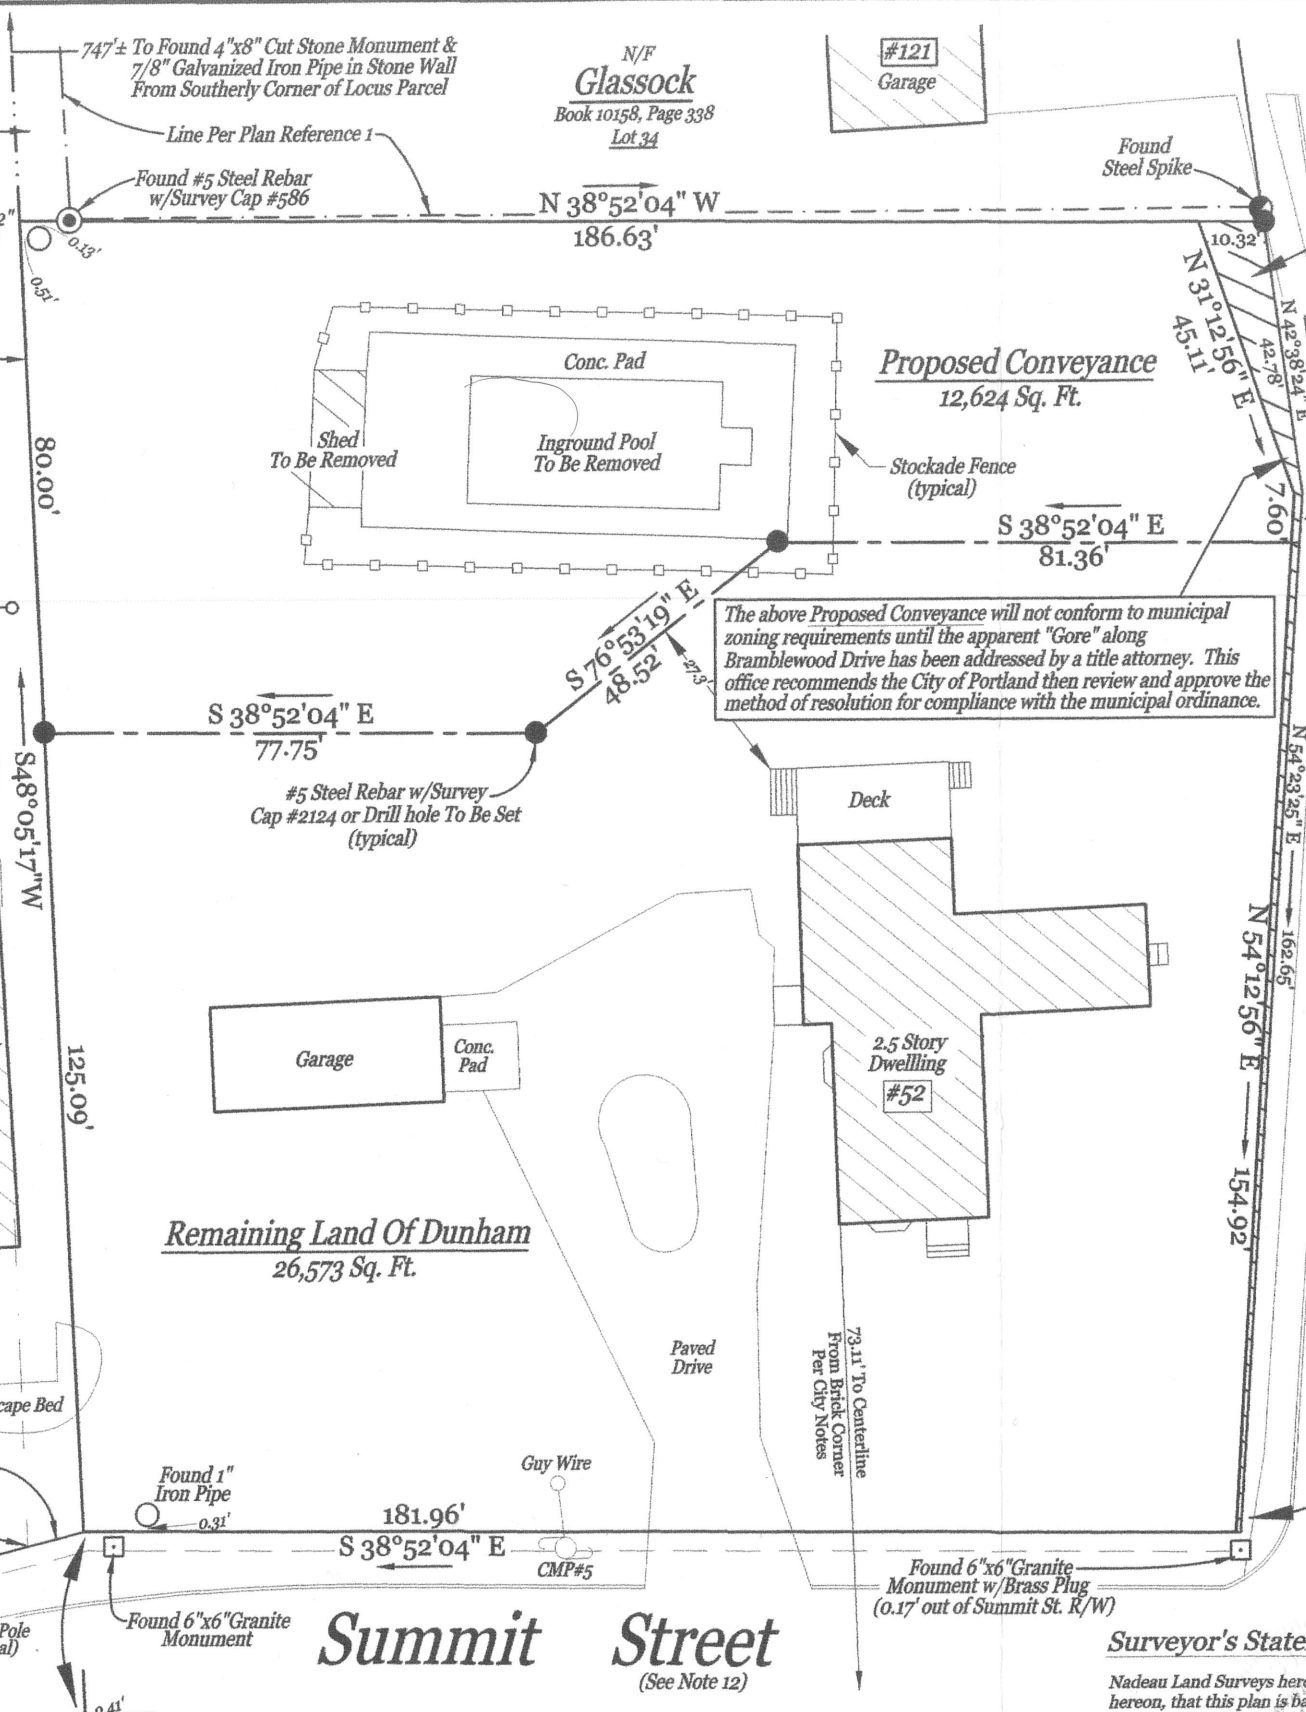 747'± To Found 4"x8" Cut Stone Monument &
7/8" Galvanized Iron Pipe in Stone Wall
From Southerly Corner of Locus Parcel
N/F
Glassock
Book 10158, Page 338
Lot 34
#121
Garage
Line Per Plan Reference 1
Found
Steel Spike
Found #5 Steel Rebar
w/Survey Cap #586
N 38°52'04" W
186.63'
2"
0.13'
0.51'
10.32'
N 31°12'56" E
45.11'
N 42°38'24" E
42.78'
Conc. Pad
Proposed Conveyance
12,624 Sq. Ft.
Shed
To Be Removed
Inground Pool
To Be Removed
Stockade Fence
(typical)
80.00'
7.60'
S 38°52'04" E
81.36'
S 76°53'19" E
48.52'
27.3'
The above Proposed Conveyance will not conform to municipal
zoning requirements until the apparent "Gore" along
Bramblewood Drive has been addressed by a title attorney. This
office recommends the City of Portland then review and approve the
method of resolution for compliance with the municipal ordinance.
S 38°52'04" E
77.75'
S48°05'17"W
#5 Steel Rebar w/Survey
Cap #2124 or Drill hole To Be Set
(typical)
Deck
N 54°23'25" E
162.65'
N 54°12'56" E
154.92'
125.09'
Garage
Conc.
Pad
2.5 Story
Dwellling
#52
Remaining Land Of Dunham
26,573 Sq. Ft.
Paved
Drive
73.11' To Centerline
From Brick Corner
Per City Notes
cape Bed
Found 1"
Iron Pipe
0.31'
Guy Wire
181.96'
S 38°52'04" E
CMP#5
Found 6"x6"Granite
Monument w/Brass Plug
(0.17' out of Summit St. R/W)
Pole
al)
Found 6"x6"Granite
Monument
Summit Street
(See Note 12)
0.41'
Surveyor's State
Nadeau Land Surveys her
hereon, that this plan is ba